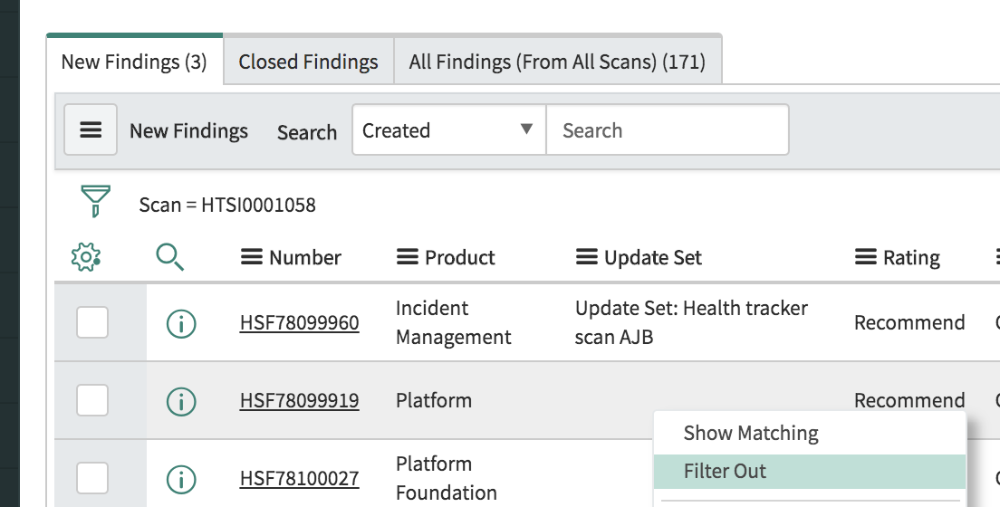 New Findings (3) Closed Findings All Findings (From All Scans) (171)
New Findings Search Created Search
Scan = HTSI0001058
Number Product Update Set Rating
HSF78099960 Incident Management Update Set: Health tracker scan AJB Recommend
HSF78099919 Platform Recommend
Show Matching
Filter Out
HSF78100027 Platform Foundation